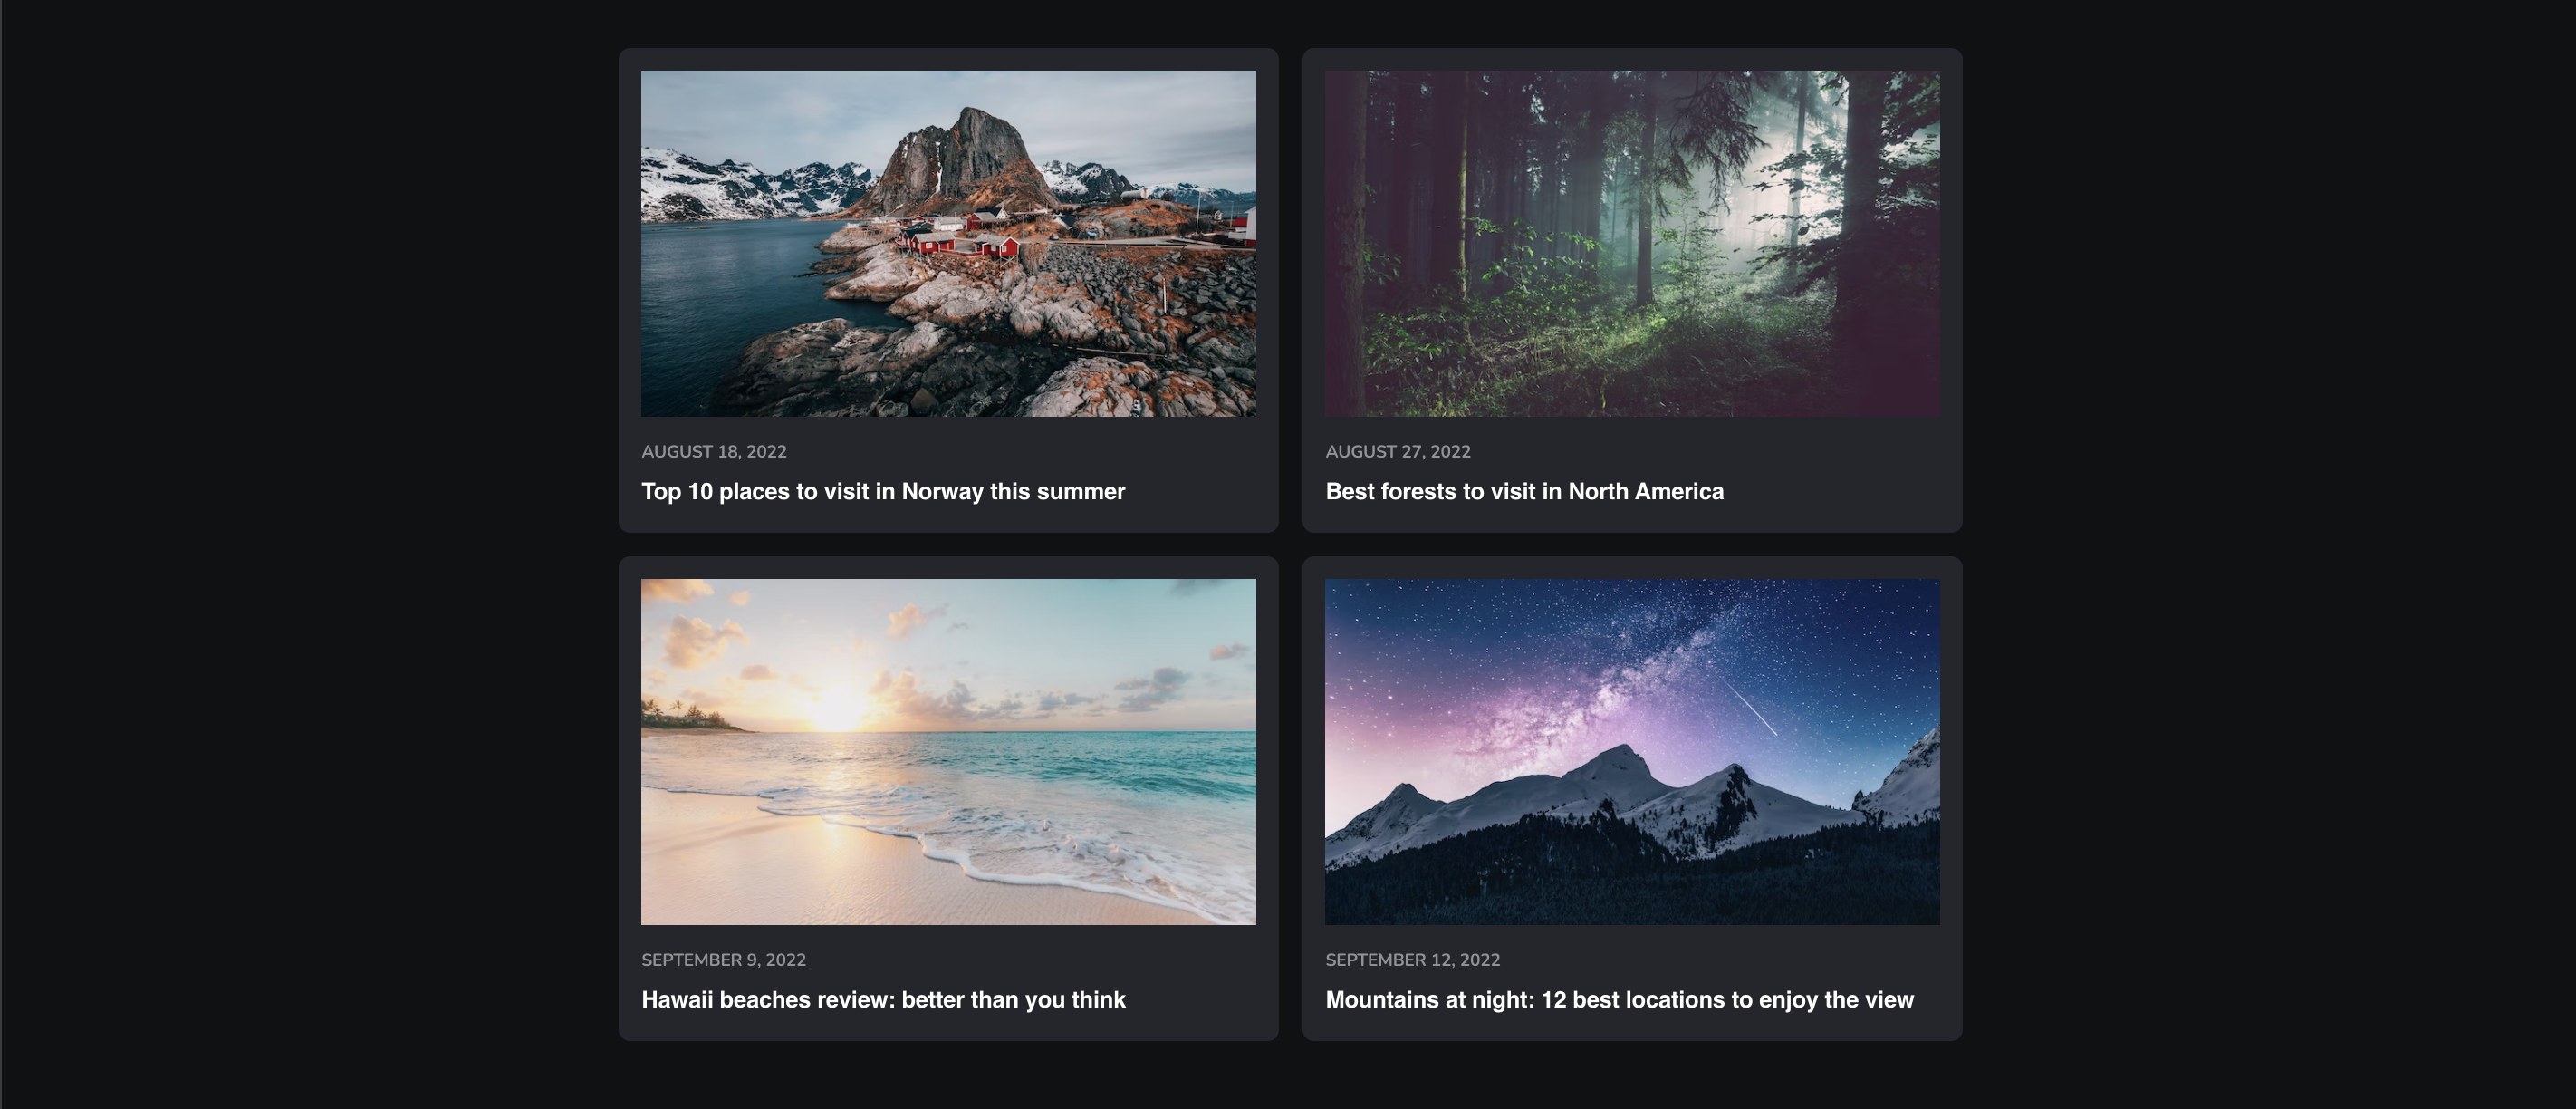 AUGUST 18, 2022
Top 10 places to visit in Norway this summer
AUGUST 27, 2022
Best forests to visit in North America
SEPTEMBER 9, 2022
Hawaii beaches review: better than you think
SEPTEMBER 12, 2022
Mountains at night: 12 best locations to enjoy the view